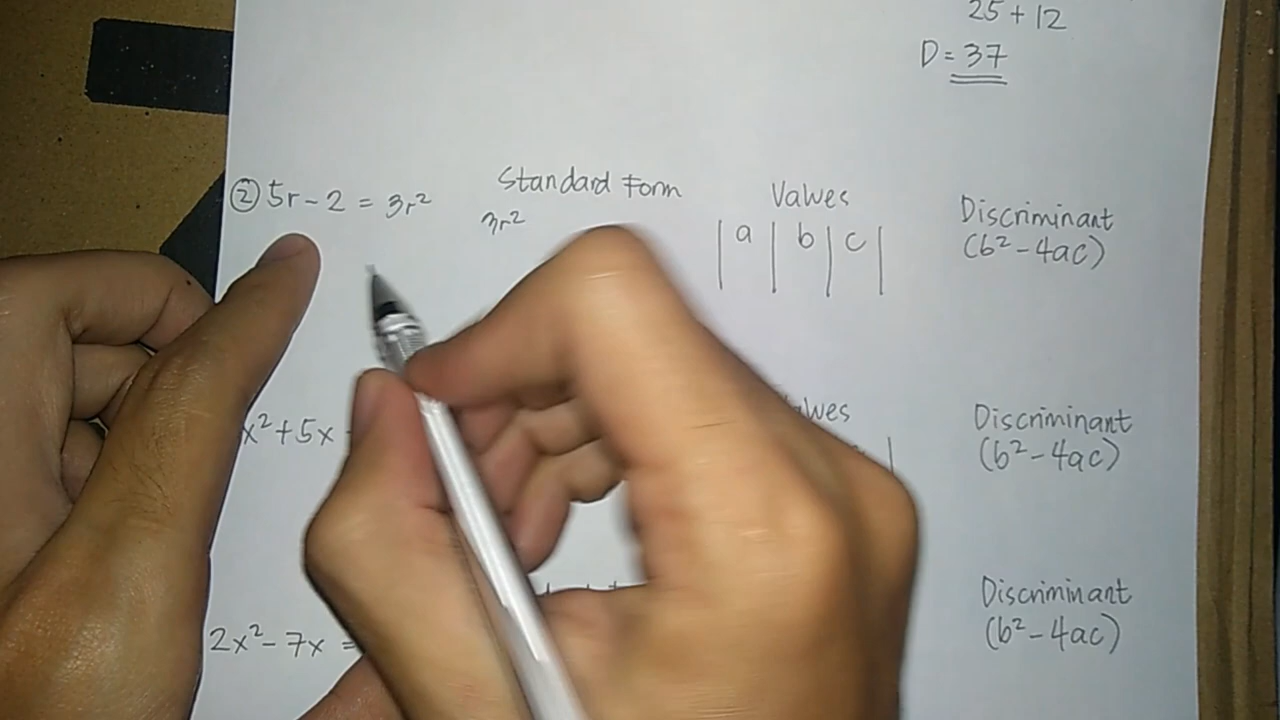 25 + 12
D = 37
② 5r - 2 = 3r²
Standard Form
3r²
Values
a b c
Discriminant
(b² - 4ac)
x² + 5x
Discriminant
(b² - 4ac)
2x² - 7x =
Discriminant
(b² - 4ac)